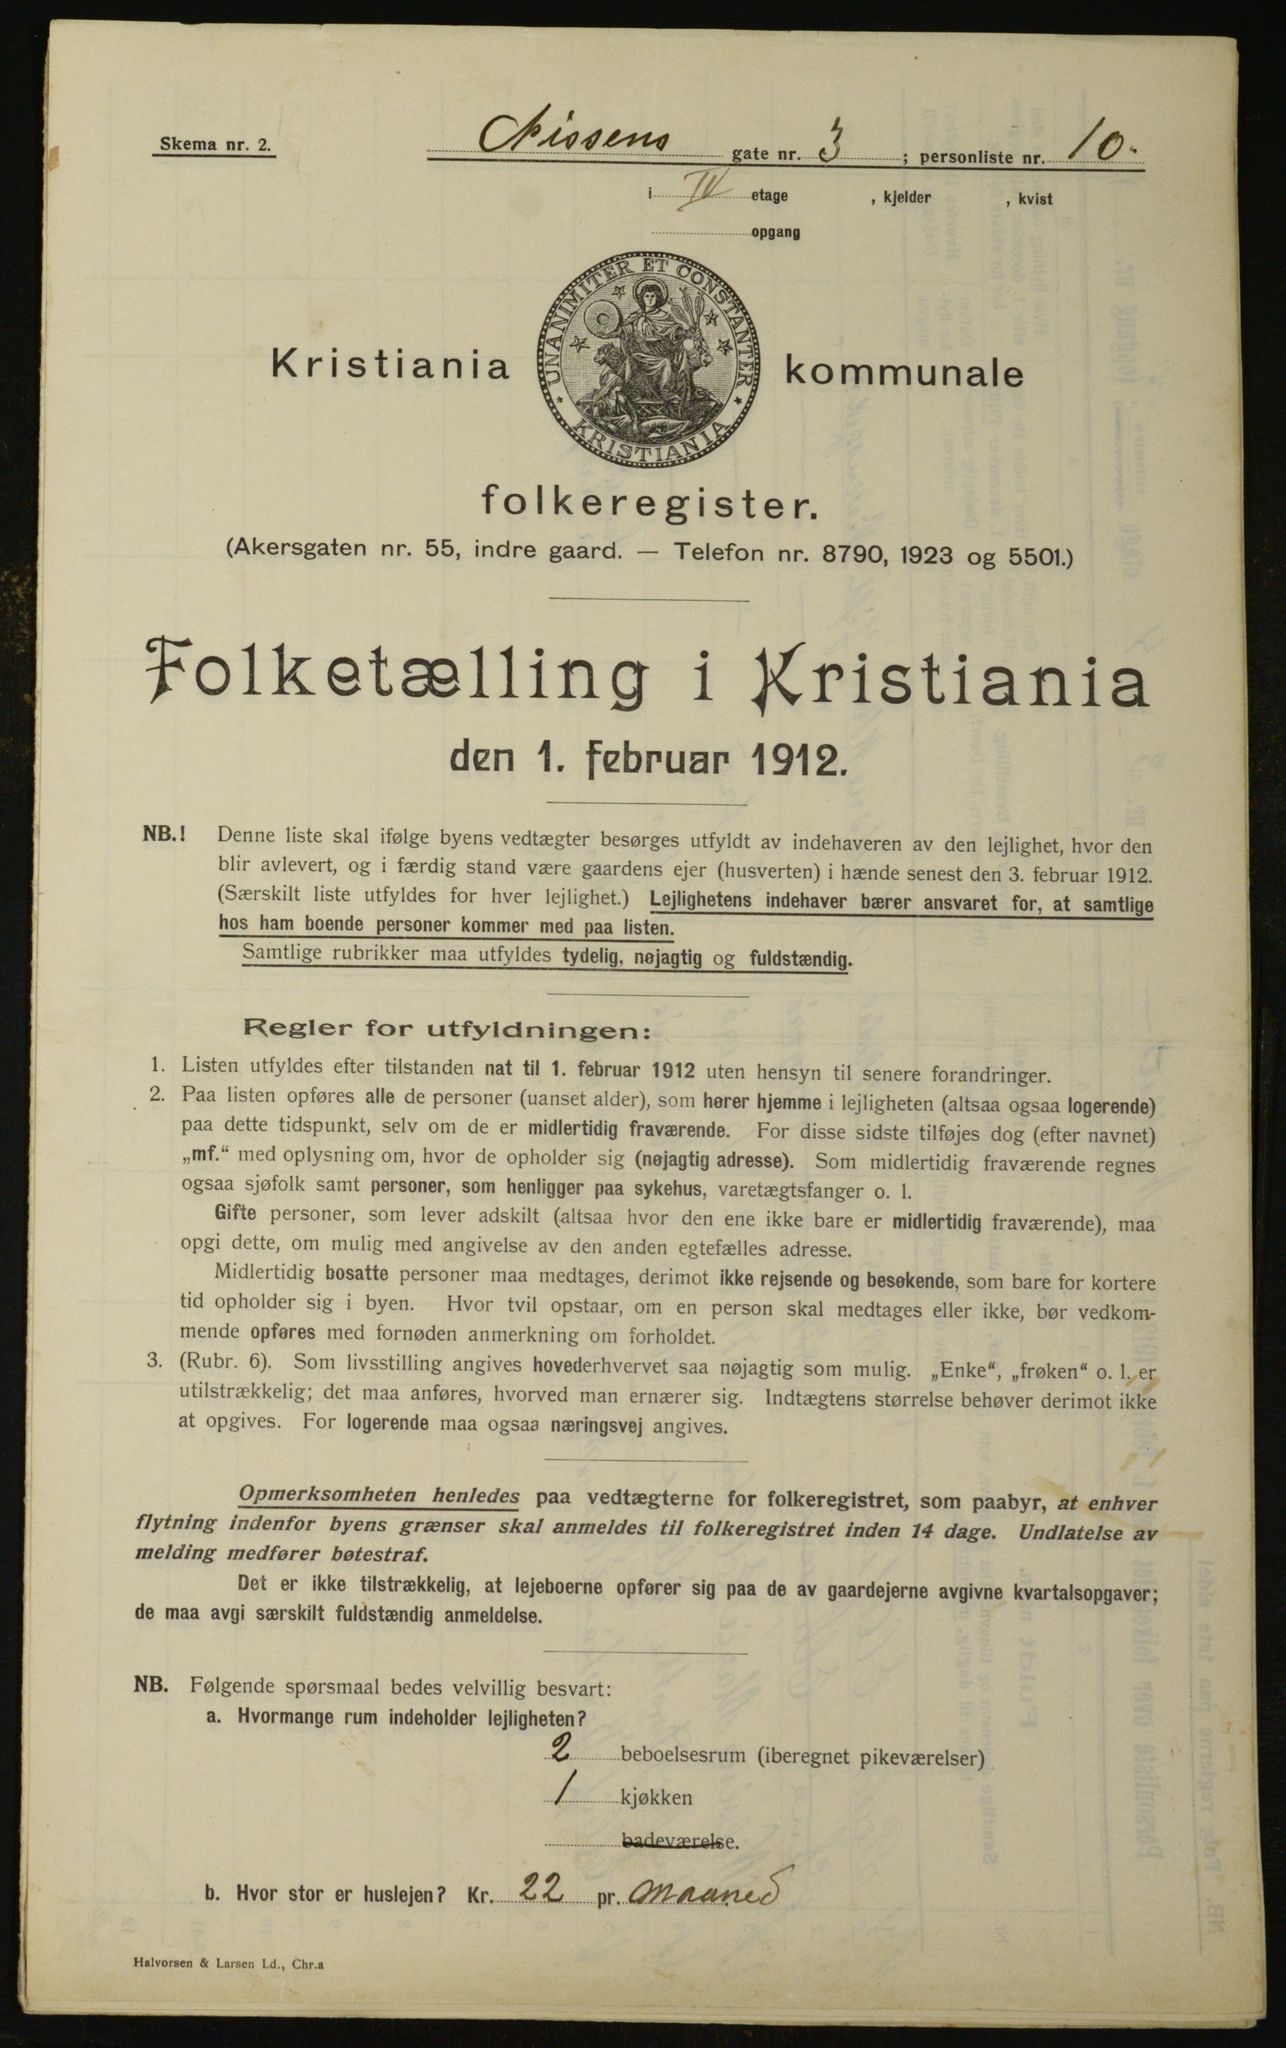 Skema nr. 2.
Nissens gate nr. 3 ; personliste nr. 10.
i IV etage , kjelder , kvist
opgang
UNANIMITER ET CONSTANTER
KRISTIANIA
Kristiania kommunale
folkeregister.
(Akersgaten nr. 55, indre gaard. — Telefon nr. 8790, 1923 og 5501.)
Folketælling i Kristiania
den 1. februar 1912.
NB.! Denne liste skal ifølge byens vedtægter besørges utfyldt av indehaveren av den lejlighet, hvor den
blir avlevert, og i færdig stand være gaardens ejer (husverten) i hænde senest den 3. februar 1912.
(Særskilt liste utfyldes for hver lejlighet.) Lejlighetens indehaver bærer ansvaret for, at samtlige
hos ham boende personer kommer med paa listen.
Samtlige rubrikker maa utfyldes tydelig, nøjagtig og fuldstændig.
Regler for utfyldningen:
1. Listen utfyldes efter tilstanden nat til 1. februar 1912 uten hensyn til senere forandringer.
2. Paa listen opføres alle de personer (uanset alder), som hører hjemme i lejligheten (altsaa ogsaa logerende)
paa dette tidspunkt, selv om de er midlertidig fraværende. For disse sidste tilføjes dog (efter navnet)
„mf.“ med oplysning om, hvor de opholder sig (nøjagtig adresse). Som midlertidig fraværende regnes
ogsaa sjøfolk samt personer, som henligger paa sykehus, varetægtsfanger o. l.
Gifte personer, som lever adskilt (altsaa hvor den ene ikke bare er midlertidig fraværende), maa
opgi dette, om mulig med angivelse av den anden egtefælles adresse.
Midlertidig bosatte personer maa medtages, derimot ikke rejsende og besøkende, som bare for kortere
tid opholder sig i byen. Hvor tvil opstaar, om en person skal medtages eller ikke, bør vedkom-
mende opføres med fornøden anmerkning om forholdet.
3. (Rubr. 6). Som livsstilling angives hovederhvervet saa nøjagtig som mulig. „Enke“, „frøken“ o. l. er
utilstrækkelig; det maa anføres, hvorved man ernærer sig. Indtægtens størrelse behøver derimot ikke
at opgives. For logerende maa ogsaa næringsvej angives.
Opmerksomheten henledes paa vedtægterne for folkeregistret, som paabyr, at enhver
flytning indenfor byens grænser skal anmeldes til folkeregistret inden 14 dage. Undlatelse av
melding medfører bøtestraf.
Det er ikke tilstrækkelig, at lejeboerne opfører sig paa de av gaardejerne avgivne kvartalsopgaver;
de maa avgi særskilt fuldstændig anmeldelse.
NB. Følgende spørsmaal bedes velvillig besvart:
a. Hvormange rum indeholder lejligheten?
2 beboelsesrum (iberegnet pikeværelser)
1 kjøkken
badeværelse.
b. Hvor stor er huslejen? Kr. 22 pr. Maaned
Halvorsen & Larsen Ld., Chr.a